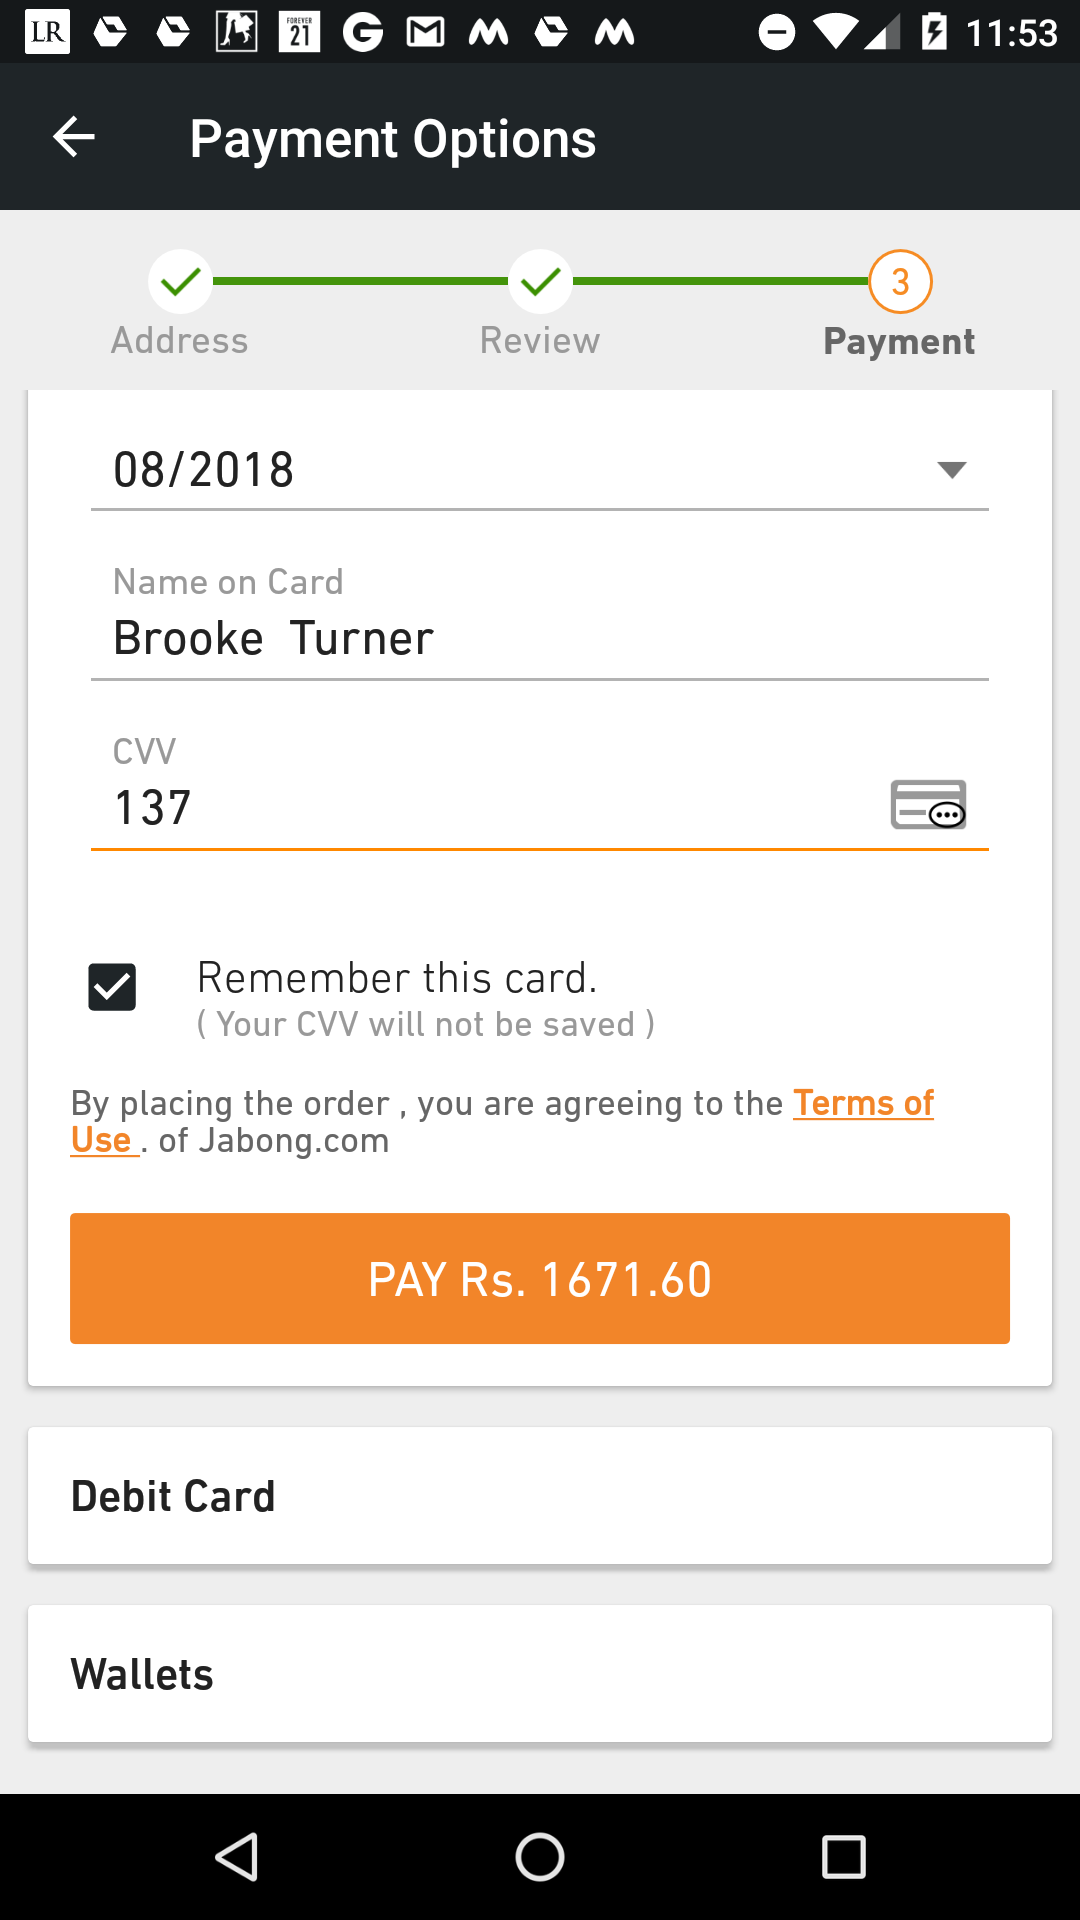 LR
FOREVER
21
G
11:53
Payment Options
3
Address
Review
Payment
08/2018
Name on Card
Brooke  Turner
CVV
137
Remember this card.
( Your CVV will not be saved )
By placing the order , you are agreeing to the Terms of
Use . of Jabong.com
PAY Rs. 1671.60
Debit Card
Wallets